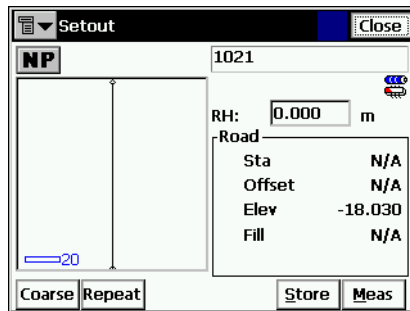 Setout
Close
NP
1021
RH: 0.000 m
Road
Sta N/A
Offset N/A
Elev -18.030
Fill N/A
20
Coarse Repeat Store Meas